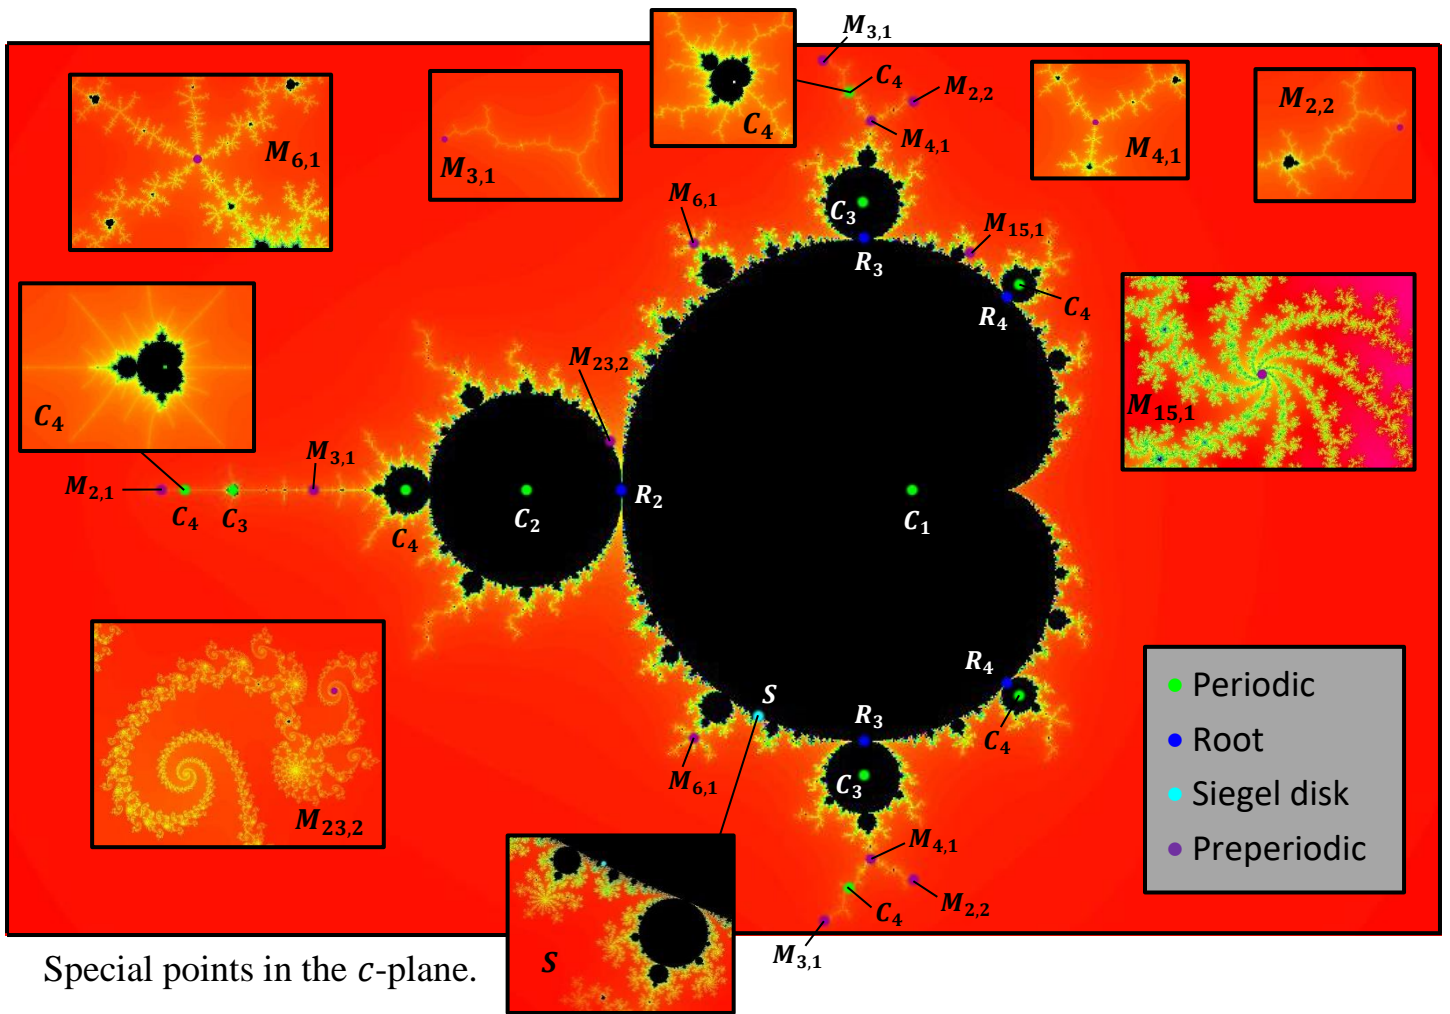 M₃,₁
C₄
M₂,₂
C₄
M₄,₁
M₆,₁
M₃,₁
M₄,₁
M₂,₂
M₆,₁
C₃
M₁₅,₁
R₃
R₄
C₄
M₂₃,₂
C₄
M₁₅,₁
M₃,₁
M₂,₁
C₄
C₃
C₄
C₂
R₂
C₁
R₄
S
R₃
C₄
M₆,₁
C₃
M₂₃,₂
M₄,₁
M₂,₂
C₄
M₃,₁
S
Periodic
Root
Siegel disk
Preperiodic
Special points in the c-plane.